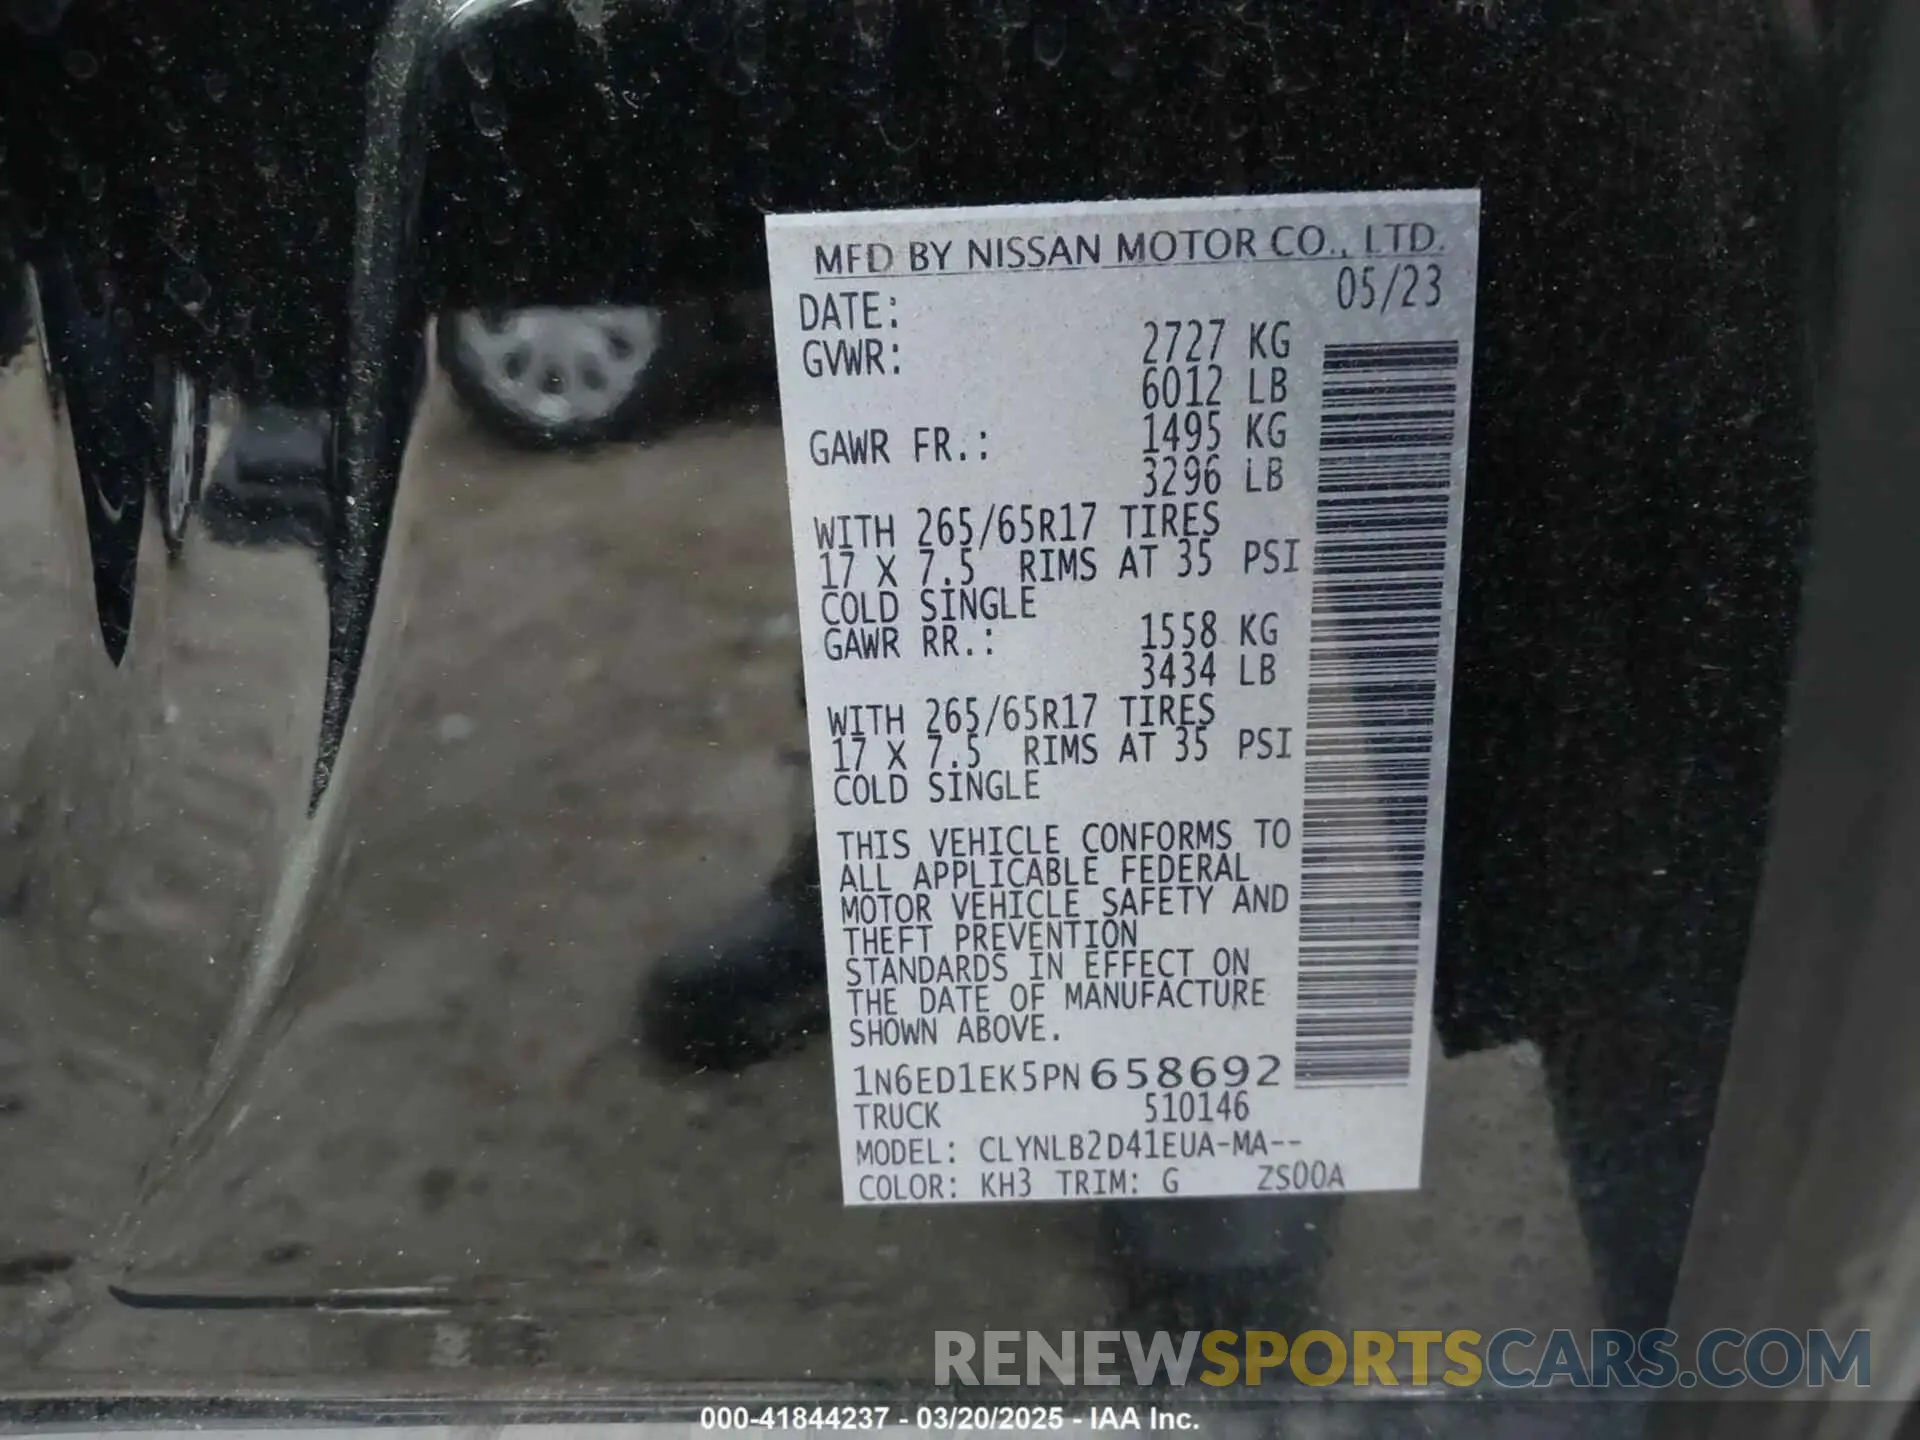 MFD BY NISSAN MOTOR CO., LTD.
DATE: 05/23
GVWR: 2727 KG
6012 LB
GAWR FR.: 1495 KG
3296 LB
WITH 265/65R17 TIRES
17 X 7.5 RIMS AT 35 PSI
COLD SINGLE
GAWR RR.: 1558 KG
3434 LB
WITH 265/65R17 TIRES
17 X 7.5 RIMS AT 35 PSI
COLD SINGLE
THIS VEHICLE CONFORMS TO
ALL APPLICABLE FEDERAL
MOTOR VEHICLE SAFETY AND
THEFT PREVENTION
STANDARDS IN EFFECT ON
THE DATE OF MANUFACTURE
SHOWN ABOVE.
1N6ED1EK5PN658692
TRUCK 510146
MODEL: CLYNLB2D41EUA-MA--
COLOR: KH3 TRIM: G ZS00A
RENEWSPORTSCARS.COM
000-41844237 - 03/20/2025 - IAA Inc.